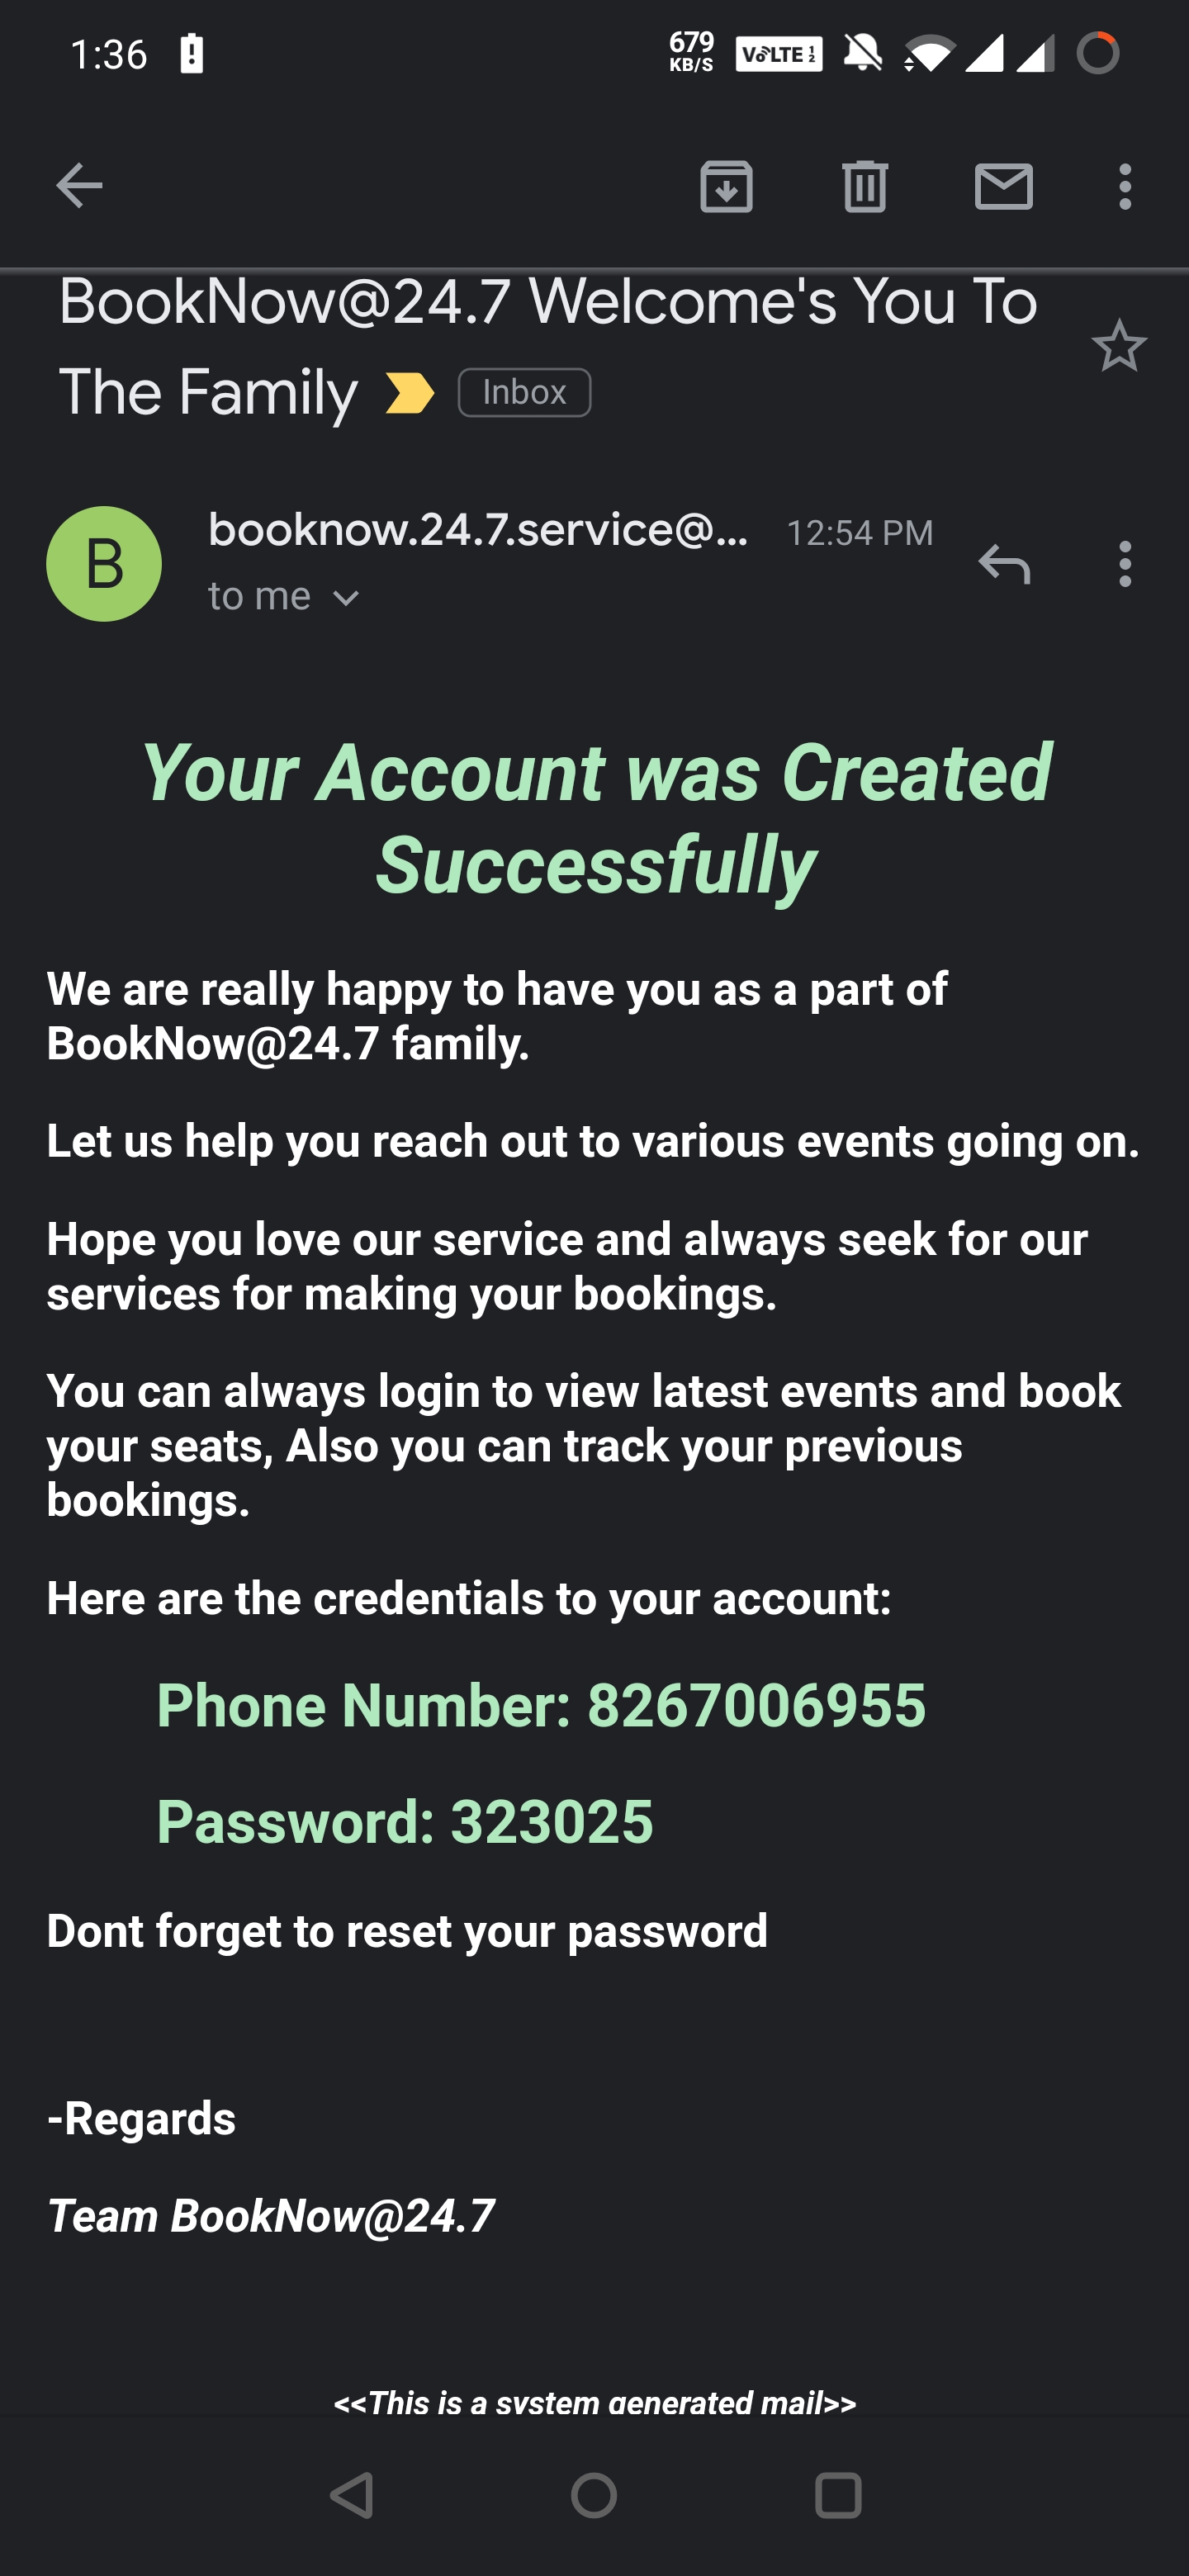 1:36
679
KB/S
VoLTE 1
2
BookNow@24.7 Welcome's You To
The Family
Inbox
B
booknow.24.7.service@...
12:54 PM
to me
Your Account was Created
Successfully
We are really happy to have you as a part of
BookNow@24.7 family.
Let us help you reach out to various events going on.
Hope you love our service and always seek for our
services for making your bookings.
You can always login to view latest events and book
your seats, Also you can track your previous
bookings.
Here are the credentials to your account:
Phone Number: 8267006955
Password: 323025
Dont forget to reset your password
-Regards
Team BookNow@24.7
<<This is a system generated mail>>